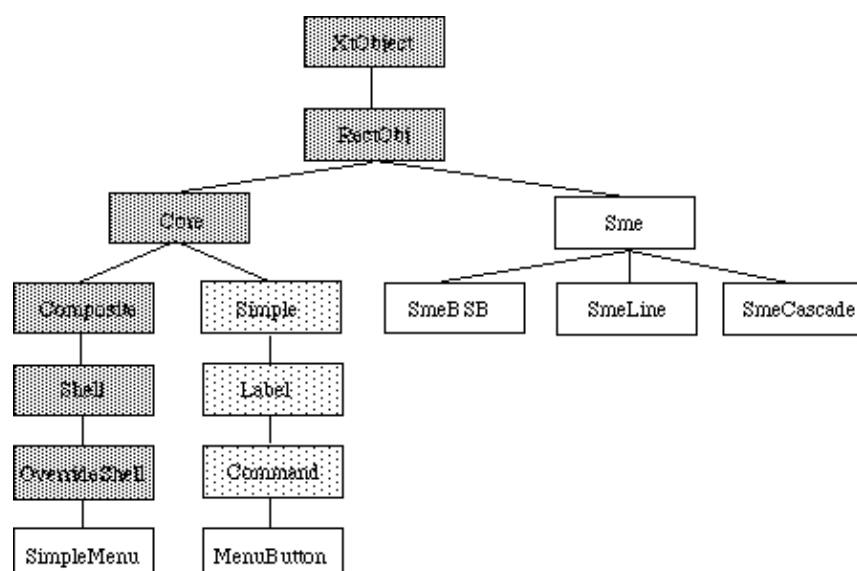 XtObject
RectObj
Core
Sme
Composite
Simple
SmeBSB
SmeLine
SmeCascade
Shell
Label
OverrideShell
Command
SimpleMenu
MenuButton